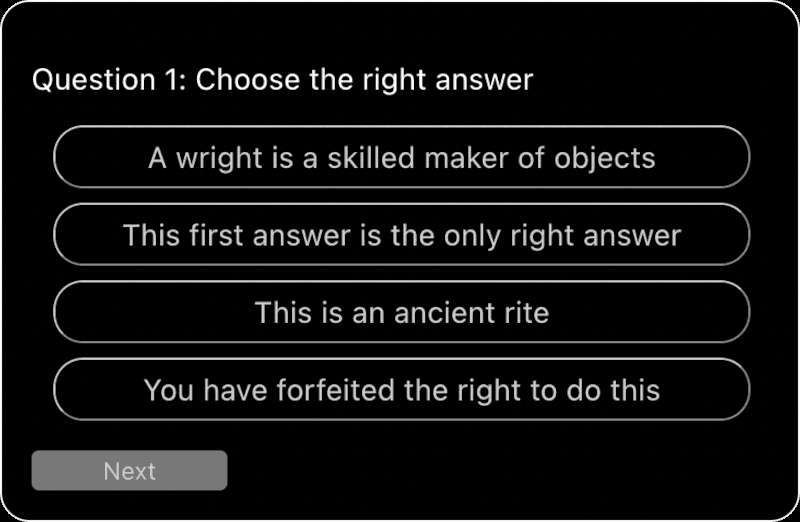 Question 1: Choose the right answer
A wright is a skilled maker of objects
This first answer is the only right answer
This is an ancient rite
You have forfeited the right to do this
Next